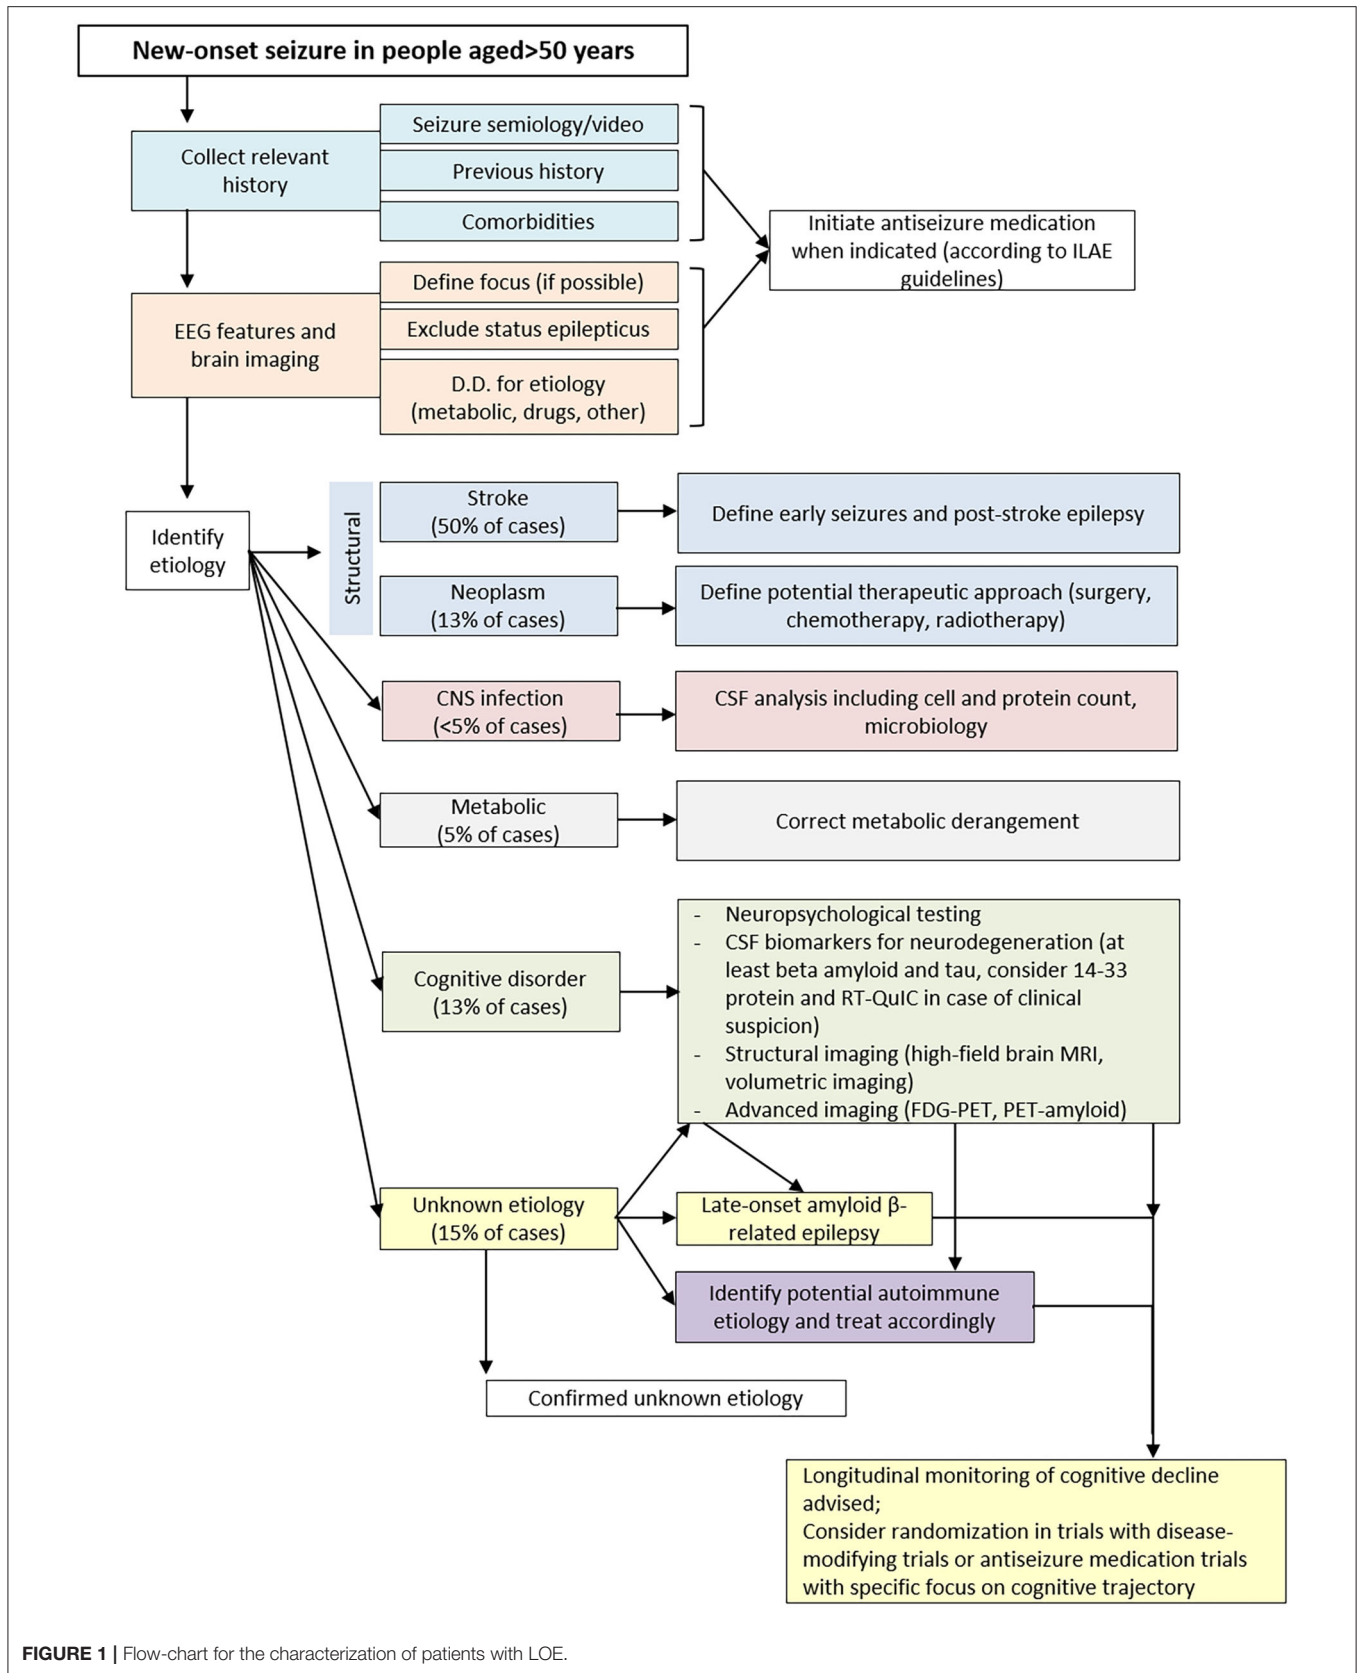 New-onset seizure in people aged>50 years
Collect relevant
history
Seizure semiology/video
Previous history
Comorbidities
Initiate antiseizure medication
when indicated (according to ILAE
guidelines)
EEG features and
brain imaging
Define focus (if possible)
Exclude status epilepticus
D.D. for etiology
(metabolic, drugs, other)
Identify
etiology
Structural
Stroke
(50% of cases)
Define early seizures and post-stroke epilepsy
Neoplasm
(13% of cases)
Define potential therapeutic approach (surgery,
chemotherapy, radiotherapy)
CNS infection
(<5% of cases)
CSF analysis including cell and protein count,
microbiology
Metabolic
(5% of cases)
Correct metabolic derangement
Cognitive disorder
(13% of cases)
- Neuropsychological testing
- CSF biomarkers for neurodegeneration (at
least beta amyloid and tau, consider 14-33
protein and RT-QuIC in case of clinical
suspicion)
- Structural imaging (high-field brain MRI,
volumetric imaging)
- Advanced imaging (FDG-PET, PET-amyloid)
Unknown etiology
(15% of cases)
Late-onset amyloid β-
related epilepsy
Identify potential autoimmune
etiology and treat accordingly
Confirmed unknown etiology
Longitudinal monitoring of cognitive decline
advised;
Consider randomization in trials with disease-
modifying trials or antiseizure medication trials
with specific focus on cognitive trajectory
FIGURE 1 | Flow-chart for the characterization of patients with LOE.